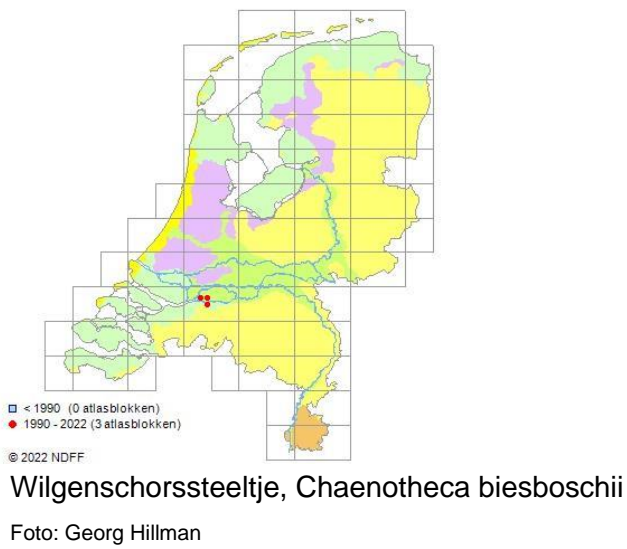 < 1990 (0 atlasblokken)
1990 - 2022 (3 atlasblokken)
© 2022 NDFF
Wilgenschorssteeltje, Chaenotheca biesboschii
Foto: Georg Hillman